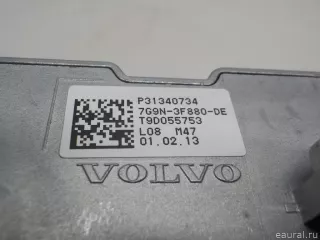 P31340734
7G9N-3F880-DE
T9D055753
L08 M47
01.02.13
VOLVO
eaural.ru